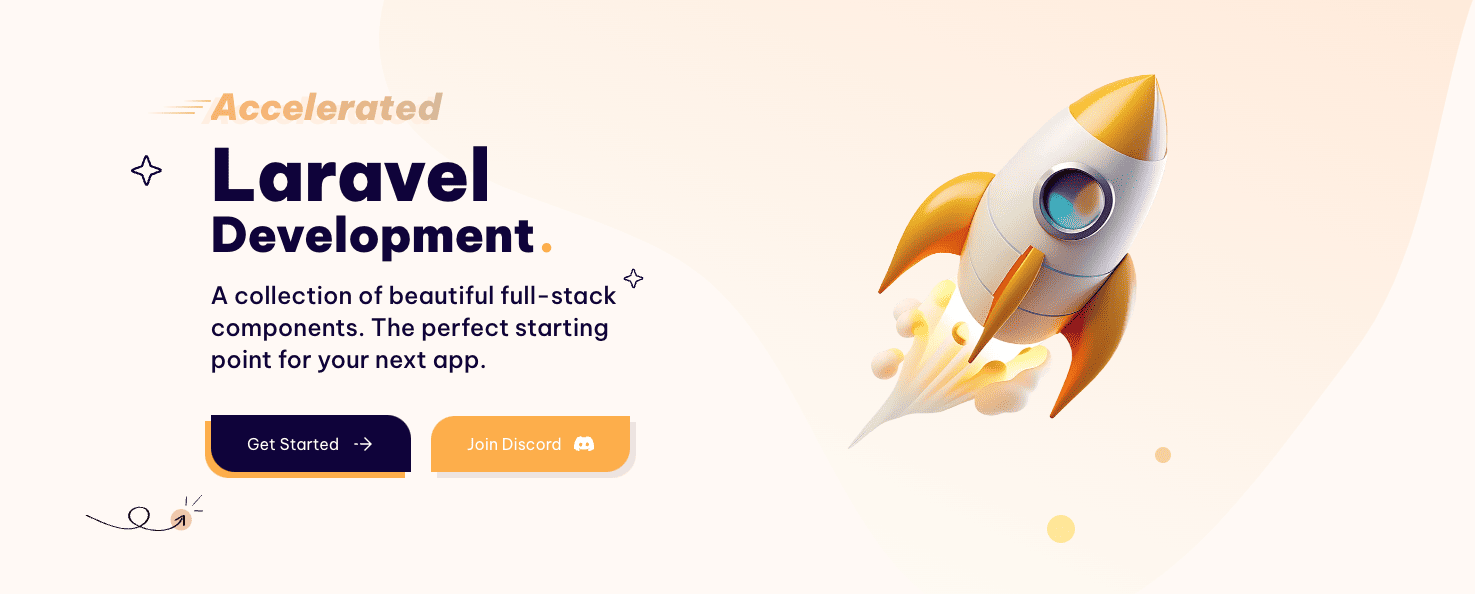 Accelerated
Laravel
Development.
A collection of beautiful full-stack
components. The perfect starting
point for your next app.
Get Started
Join Discord